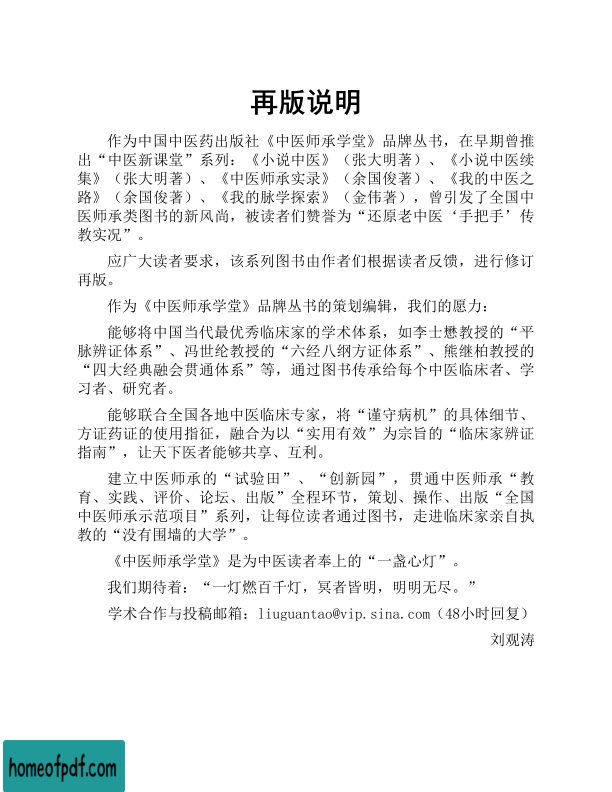 再版说明
作为中国中医药出版社《中医师承学堂》品牌丛书，在早期曾推
出“中医新课堂”系列：《小说中医》（张大明著）、《小说中医续
集》（张大明著）、《中医师承实录》（余国俊著）、《我的中医之
路》（余国俊著）、《我的脉学探索》（金伟著），曾引发了全国中
医师承类图书的新风尚，被读者们赞誉为“还原老中医‘手把手’传
教实况”。
应广大读者要求，该系列图书由作者们根据读者反馈，进行修订
再版。
作为《中医师承学堂》品牌丛书的策划编辑，我们的愿力：
能够将中国当代最优秀临床家的学术体系，如李士懋教授的“平
脉辨证体系”、冯世纶教授的“六经八纲方证体系”、熊继柏教授的
“四大经典融会贯通体系”等，通过图书传承给每个中医临床者、学
习者、研究者。
能够联合全国各地中医临床专家，将“谨守病机”的具体细节、
方证药证的使用指征，融合为以“实用有效”为宗旨的“临床家辨证
指南”，让天下医者能够共享、互利。
建立中医师承的“试验田”、“创新园”，贯通中医师承“教
育、实践、评价、论坛、出版”全程环节，策划、操作、出版“全国
中医师承示范项目”系列，让每位读者通过图书，走进临床家亲自执
教的“没有围墙的大学”。
《中医师承学堂》是为中医读者奉上的“一盏心灯”。
我们期待着：“一灯燃百千灯，冥者皆明，明明无尽。”
学术合作与投稿邮箱：liuguantao@vip.sina.com（48小时回复）
刘观涛
homeofpdf.com